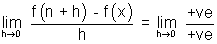 lim h→0 f(n + h) - f(x) / h = lim h→0 +ve / +ve